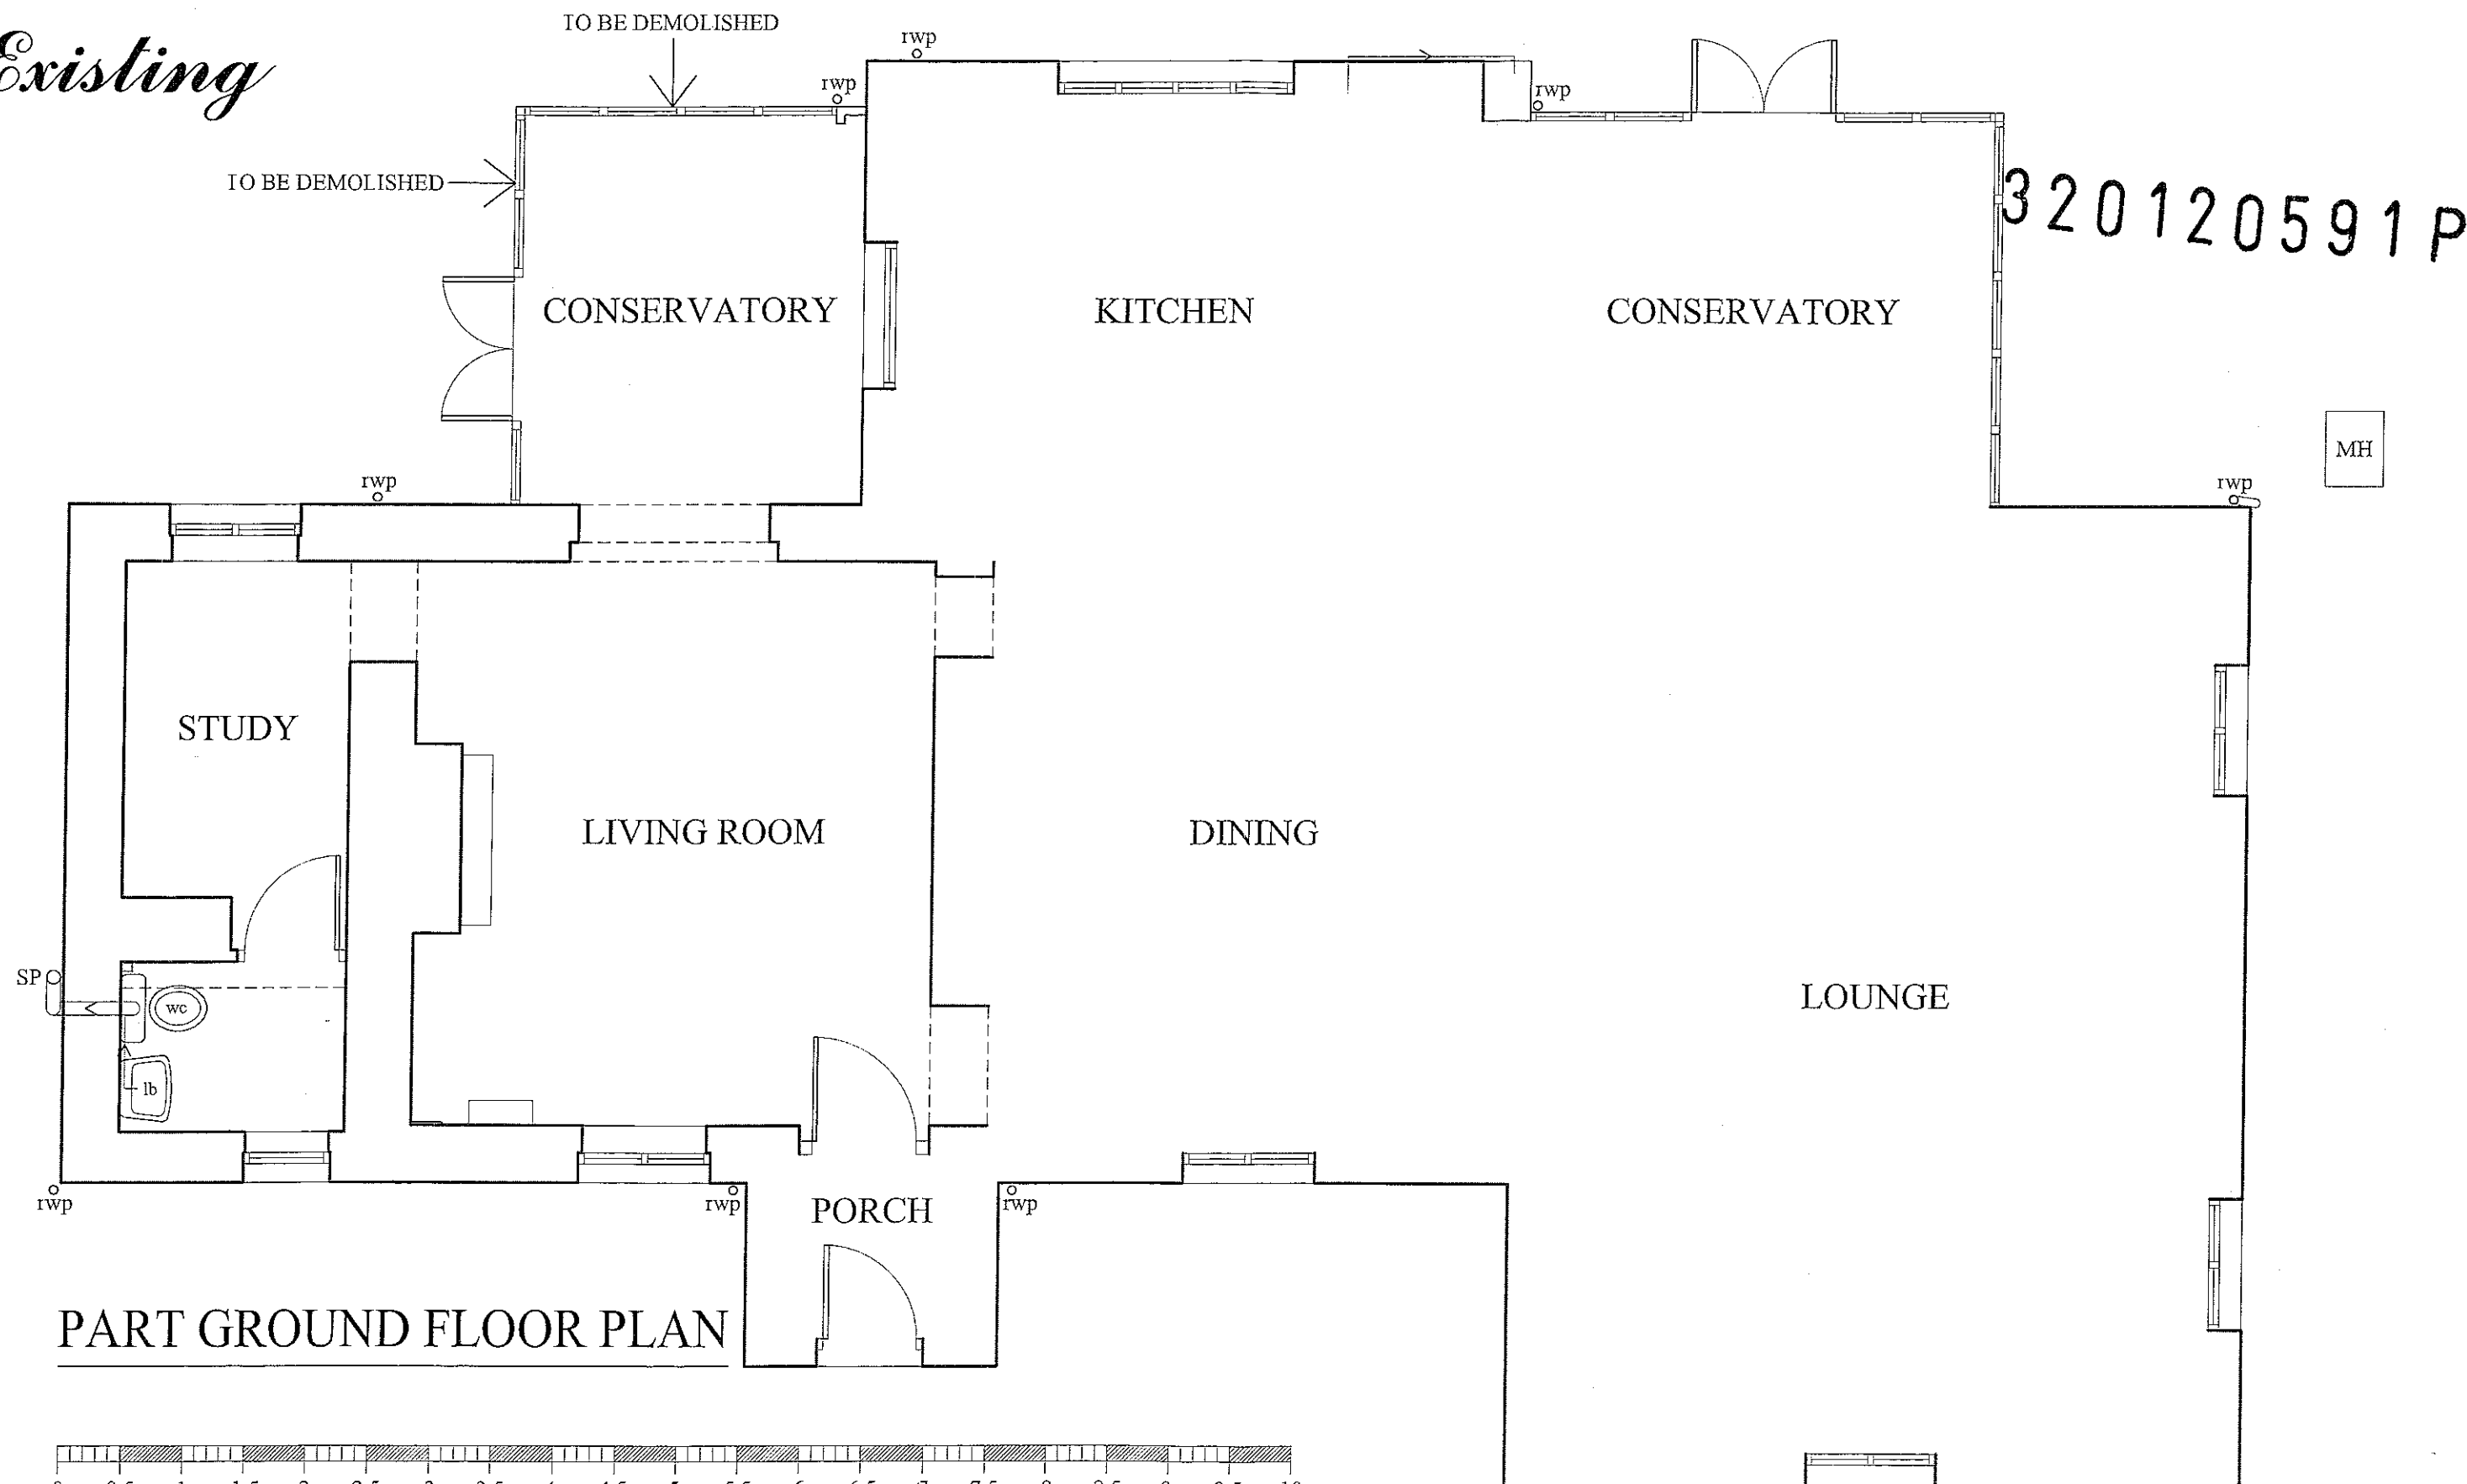 Existing
TO BE DEMOLISHED
rwp
rwp
rwp
TO BE DEMOLISHED
320120591P
CONSERVATORY
KITCHEN
CONSERVATORY
MH
rwp
rwp
STUDY
LIVING ROOM
DINING
SP
wc
LOUNGE
lb
rwp
rwp
PORCH
rwp
PART GROUND FLOOR PLAN